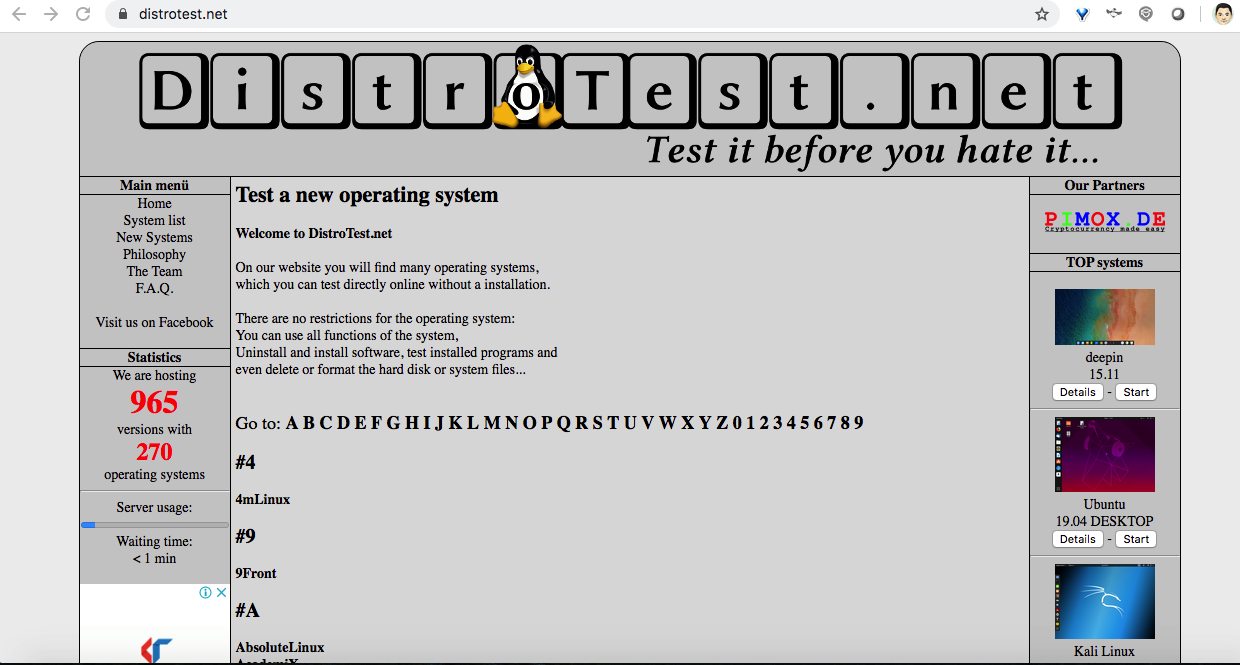 distrotest.net
DistroTest.net
Test it before you hate it...
Main menü
Home
System list
New Systems
Philosophy
The Team
F.A.Q.
Visit us on Facebook
Statistics
We are hosting
965
versions with
270
operating systems
Server usage:
Waiting time:
< 1 min
Test a new operating system
Welcome to DistroTest.net
On our website you will find many operating systems,
which you can test directly online without a installation.
There are no restrictions for the operating system:
You can use all functions of the system,
Uninstall and install software, test installed programs and
even delete or format the hard disk or system files...
Go to: A B C D E F G H I J K L M N O P Q R S T U V W X Y Z 0 1 2 3 4 5 6 7 8 9
#4
4mLinux
#9
9Front
#A
AbsoluteLinux
AcademiX
Our Partners
PIMOX.DE
Cryptocurrency made easy
TOP systems
deepin
15.11
Details - Start
Ubuntu
19.04 DESKTOP
Details - Start
Kali Linux